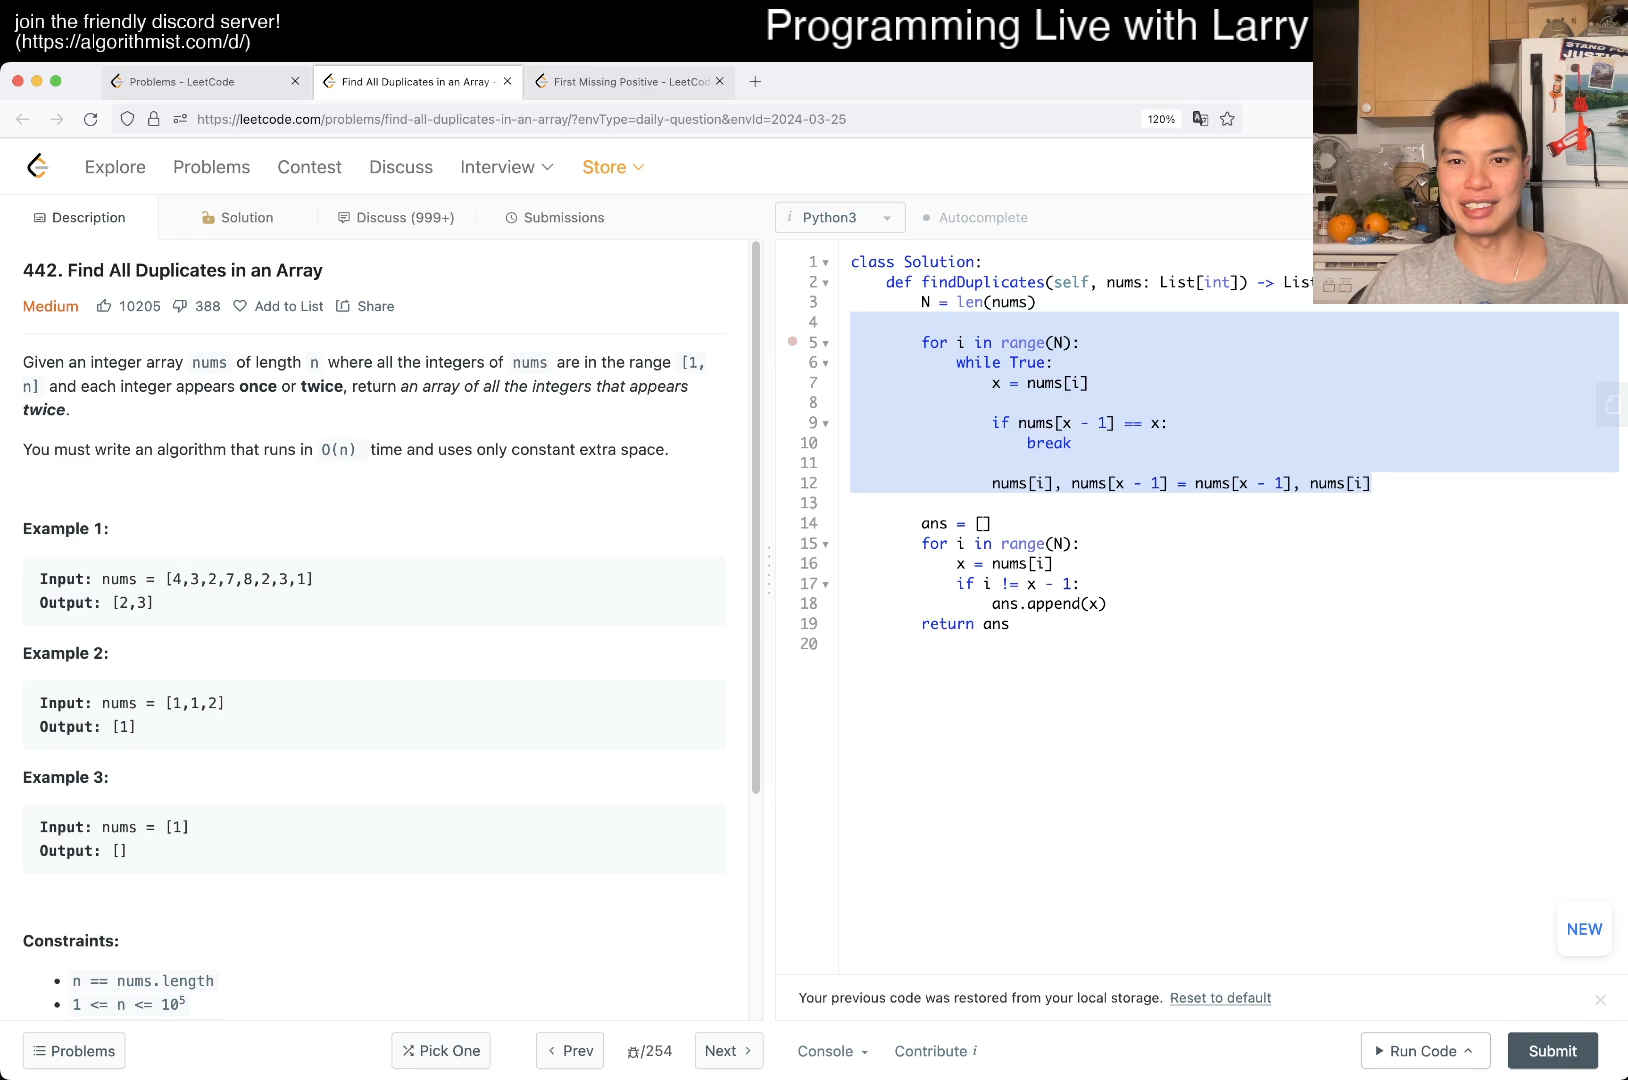 join the friendly discord server!
(https://algorithmist.com/d/)
Programming Live with Larry
Problems - LeetCode
Find All Duplicates in an Array -
First Missing Positive - LeetCod
https://leetcode.com/problems/find-all-duplicates-in-an-array/?envType=daily-question&envId=2024-03-25
120%
Explore Problems Contest Discuss Interview Store
Description Solution Discuss (999+) Submissions
i Python3 Autocomplete
442. Find All Duplicates in an Array
Medium 10205 388 Add to List Share
Given an integer array nums of length n where all the integers of nums are in the range [1,
n] and each integer appears once or twice, return an array of all the integers that appears
twice.
You must write an algorithm that runs in O(n) time and uses only constant extra space.
Example 1:
Input: nums = [4,3,2,7,8,2,3,1]
Output: [2,3]
Example 2:
Input: nums = [1,1,2]
Output: [1]
Example 3:
Input: nums = [1]
Output: []
Constraints:
n == nums.length
1 <= n <= 10⁵
1 class Solution:
2 def findDuplicates(self, nums: List[int]) -> List
3 N = len(nums)
4
5 for i in range(N):
6 while True:
7 x = nums[i]
8
9 if nums[x - 1] == x:
10 break
11
12 nums[i], nums[x - 1] = nums[x - 1], nums[i]
13
14 ans = []
15 for i in range(N):
16 x = nums[i]
17 if i != x - 1:
18 ans.append(x)
19 return ans
20
NEW
Your previous code was restored from your local storage. Reset to default
Problems Pick One Prev /254 Next Console Contribute i Run Code Submit